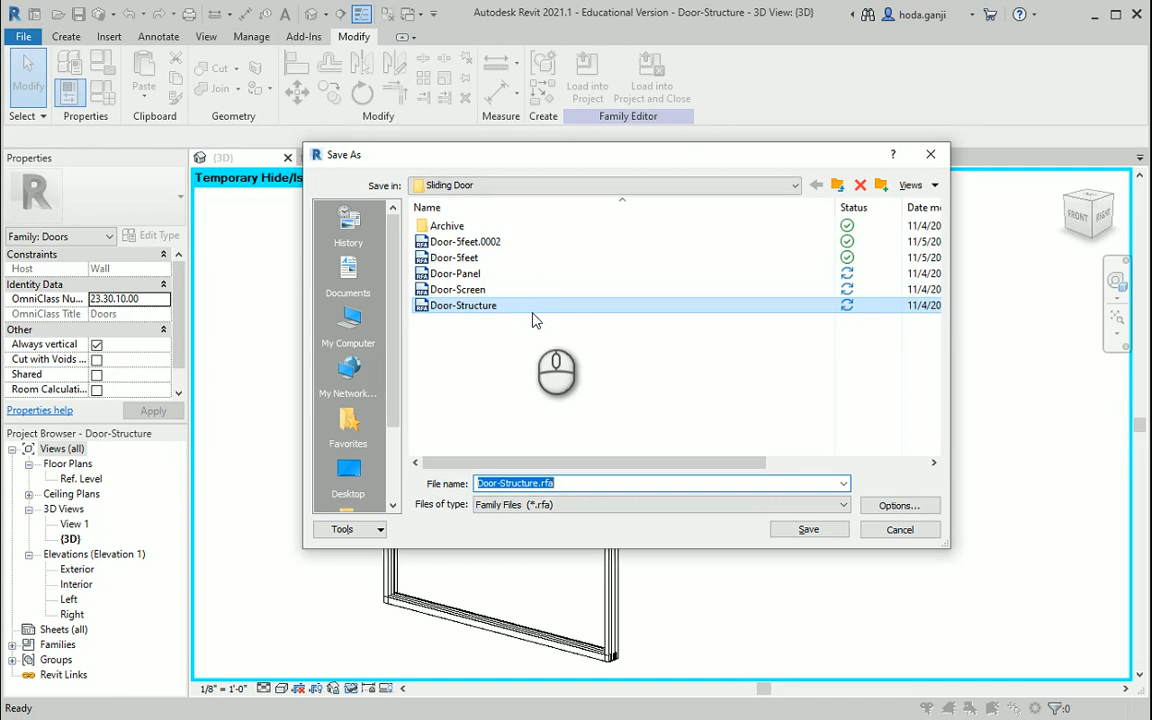 Autodesk Revit 2021.1 - Educational Version - Door-Structure - 3D View: {3D}
hoda.ganji
File Create Insert Annotate View Manage Add-Ins Modify
Modify
Paste
Cut
Join
Load into Project
Load into Project and Close
Select Properties Clipboard Geometry Modify Measure Create Family Editor
Properties
{3D}
Temporary Hide/Is
Family: Doors
Edit Type
Constraints
Host Wall
Identity Data
OmniClass Nu... 23.30.10.00
OmniClass Title Doors
Other
Always vertical
Cut with Voids ...
Shared
Room Calculati...
Properties help
Apply
Project Browser - Door-Structure
Views (all)
Floor Plans
Ref. Level
Ceiling Plans
3D Views
View 1
{3D}
Elevations (Elevation 1)
Exterior
Interior
Left
Right
Sheets (all)
Families
Groups
Revit Links
Save As
?
Save in: Sliding Door
Views
Name Status Date m
Archive 11/4/20
Door-5feet.0002 11/5/20
Door-5feet 11/5/20
Door-Panel 11/4/20
Door-Screen 11/4/20
Door-Structure 11/4/20
History
Documents
My Computer
My Network...
Favorites
Desktop
File name: Door-Structure.rfa
Files of type: Family Files (*.rfa)
Options...
Tools
Save
Cancel
FRONT
RIGHT
1/8" = 1'-0"
Ready
:0